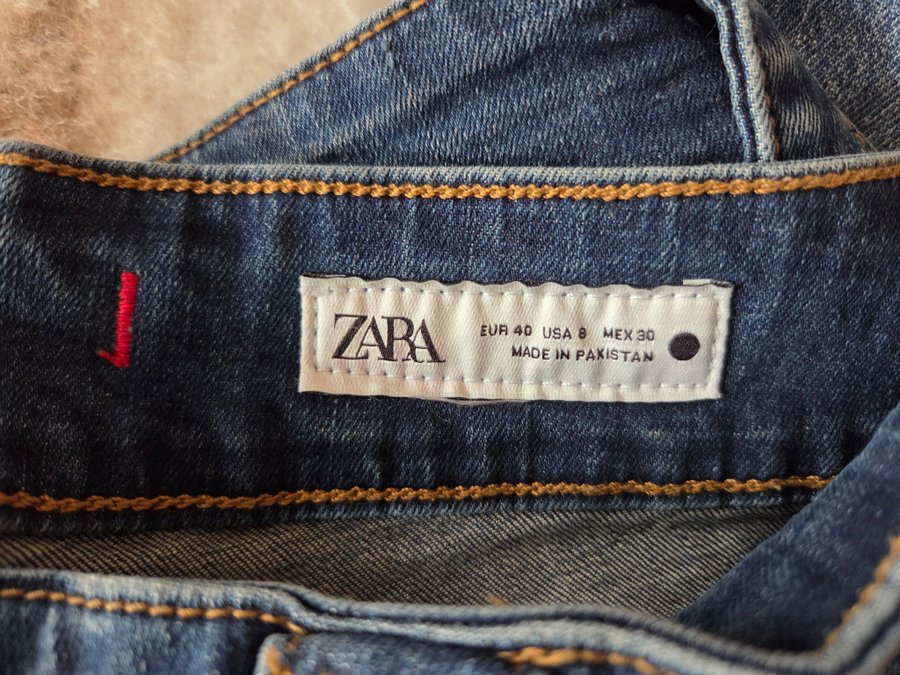 ZARA
EUR 40 USA 8 MEX 30
MADE IN PAKISTAN